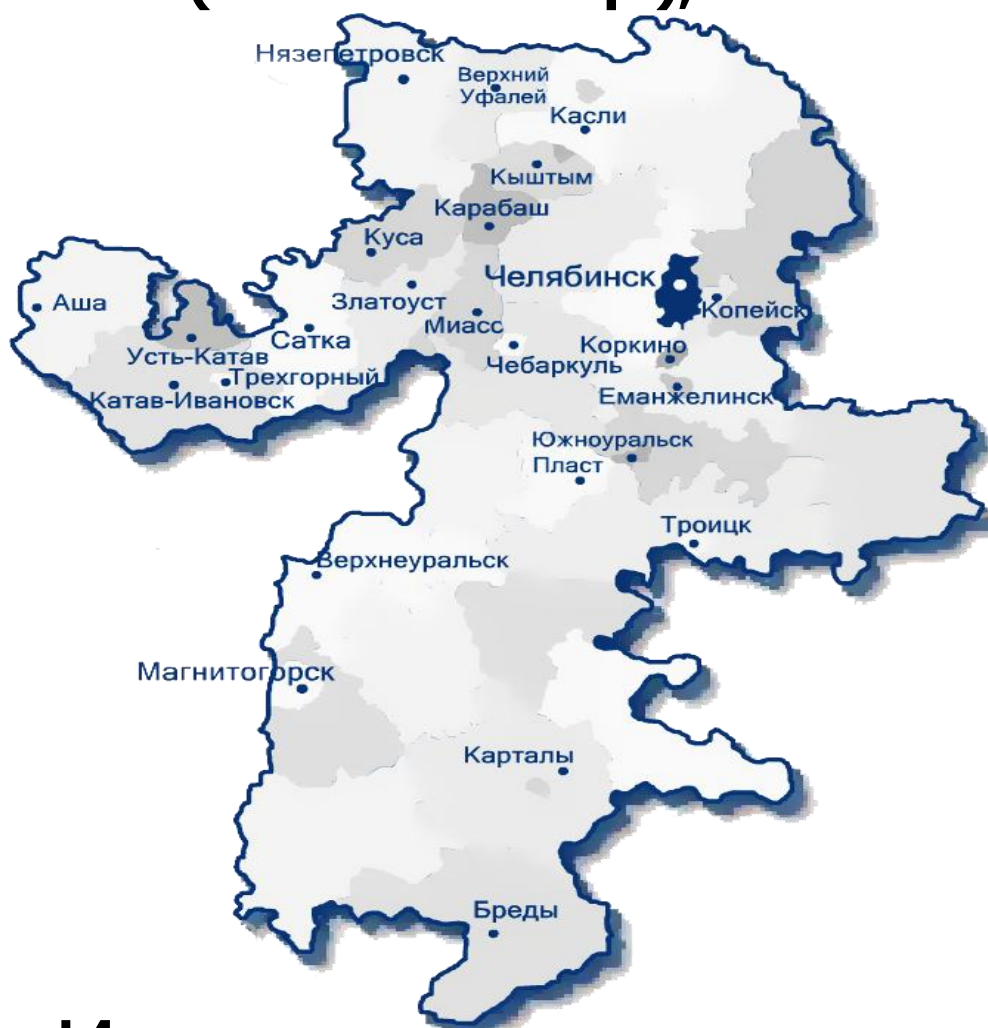 Нязепетровск
Верхний
Уфалей
Касли
Кыштым
Карабаш
Куса
Челябинск
Аша
Златоуст
Копейск
Миасс
Сатка
Усть-Катав
Чебаркуль
Коркино
Трехгорный
Катав-Ивановск
Еманжелинск
Южноуральск
Пласт
Троицк
Верхнеуральск
Магнитогорск
Карталы
Бреды